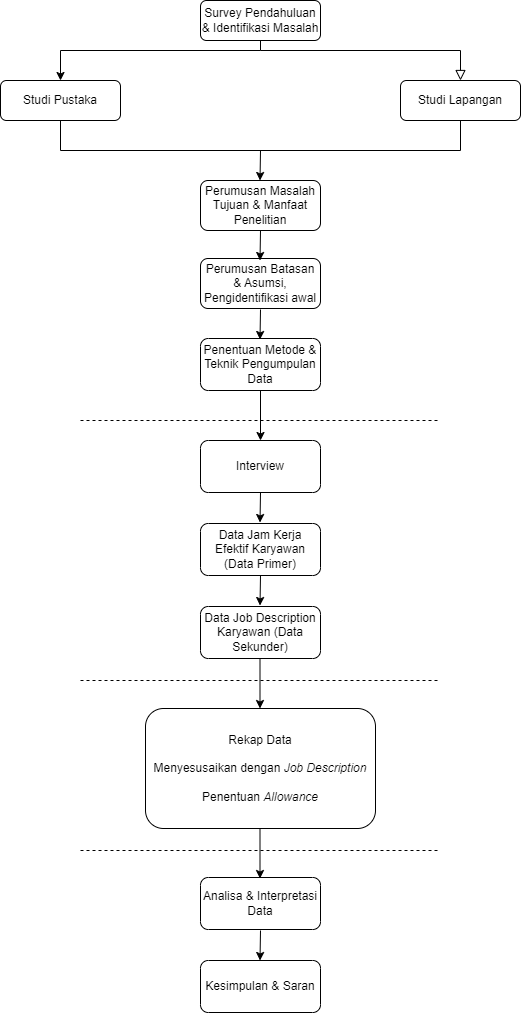 Survey Pendahuluan
& Identifikasi Masalah
Studi Pustaka
Studi Lapangan
Perumusan Masalah
Tujuan & Manfaat
Penelitian
Perumusan Batasan
& Asumsi,
Pengidentifikasi awal
Penentuan Metode &
Teknik Pengumpulan
Data
Interview
Data Jam Kerja
Efektif Karyawan
(Data Primer)
Data Job Description
Karyawan (Data
Sekunder)
Rekap Data
Menyesusaikan dengan Job Description
Penentuan Allowance
Analisa & Interpretasi
Data
Kesimpulan & Saran